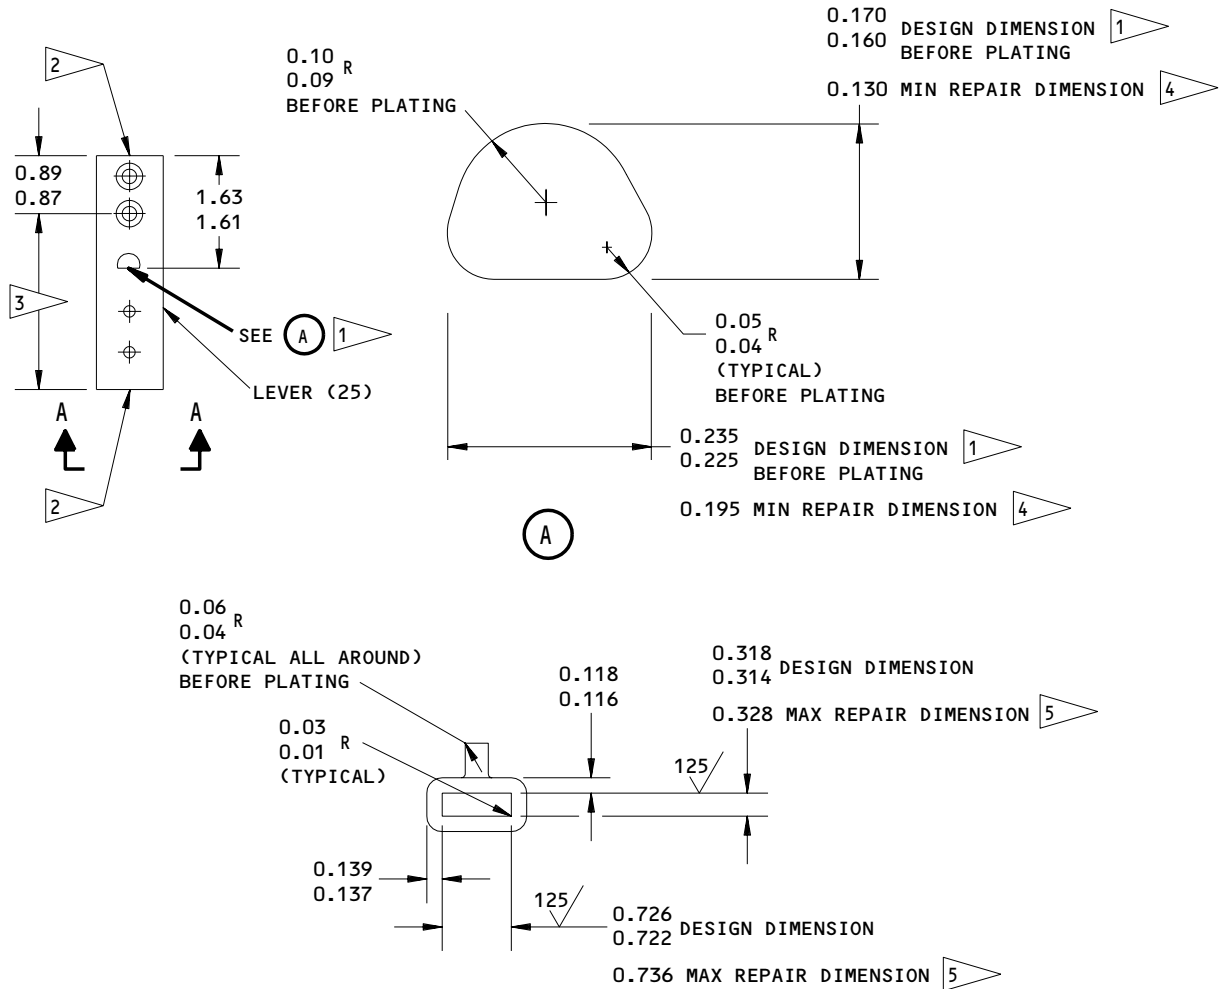 0.170
0.160 DESIGN DIMENSION 1
BEFORE PLATING
0.130 MIN REPAIR DIMENSION 4
0.10
0.09 R
BEFORE PLATING
2
0.89
0.87
1.63
1.61
3
SEE A 1
LEVER (25)
A A
2
0.05
0.04 R
(TYPICAL)
BEFORE PLATING
0.235
0.225 DESIGN DIMENSION 1
BEFORE PLATING
0.195 MIN REPAIR DIMENSION 4
A
0.06
0.04 R
(TYPICAL ALL AROUND)
BEFORE PLATING
0.03
0.01 R
(TYPICAL)
0.118
0.116
0.318
0.314 DESIGN DIMENSION
0.328 MAX REPAIR DIMENSION 5
125
0.139
0.137
125
0.726
0.722 DESIGN DIMENSION
0.736 MAX REPAIR DIMENSION 5